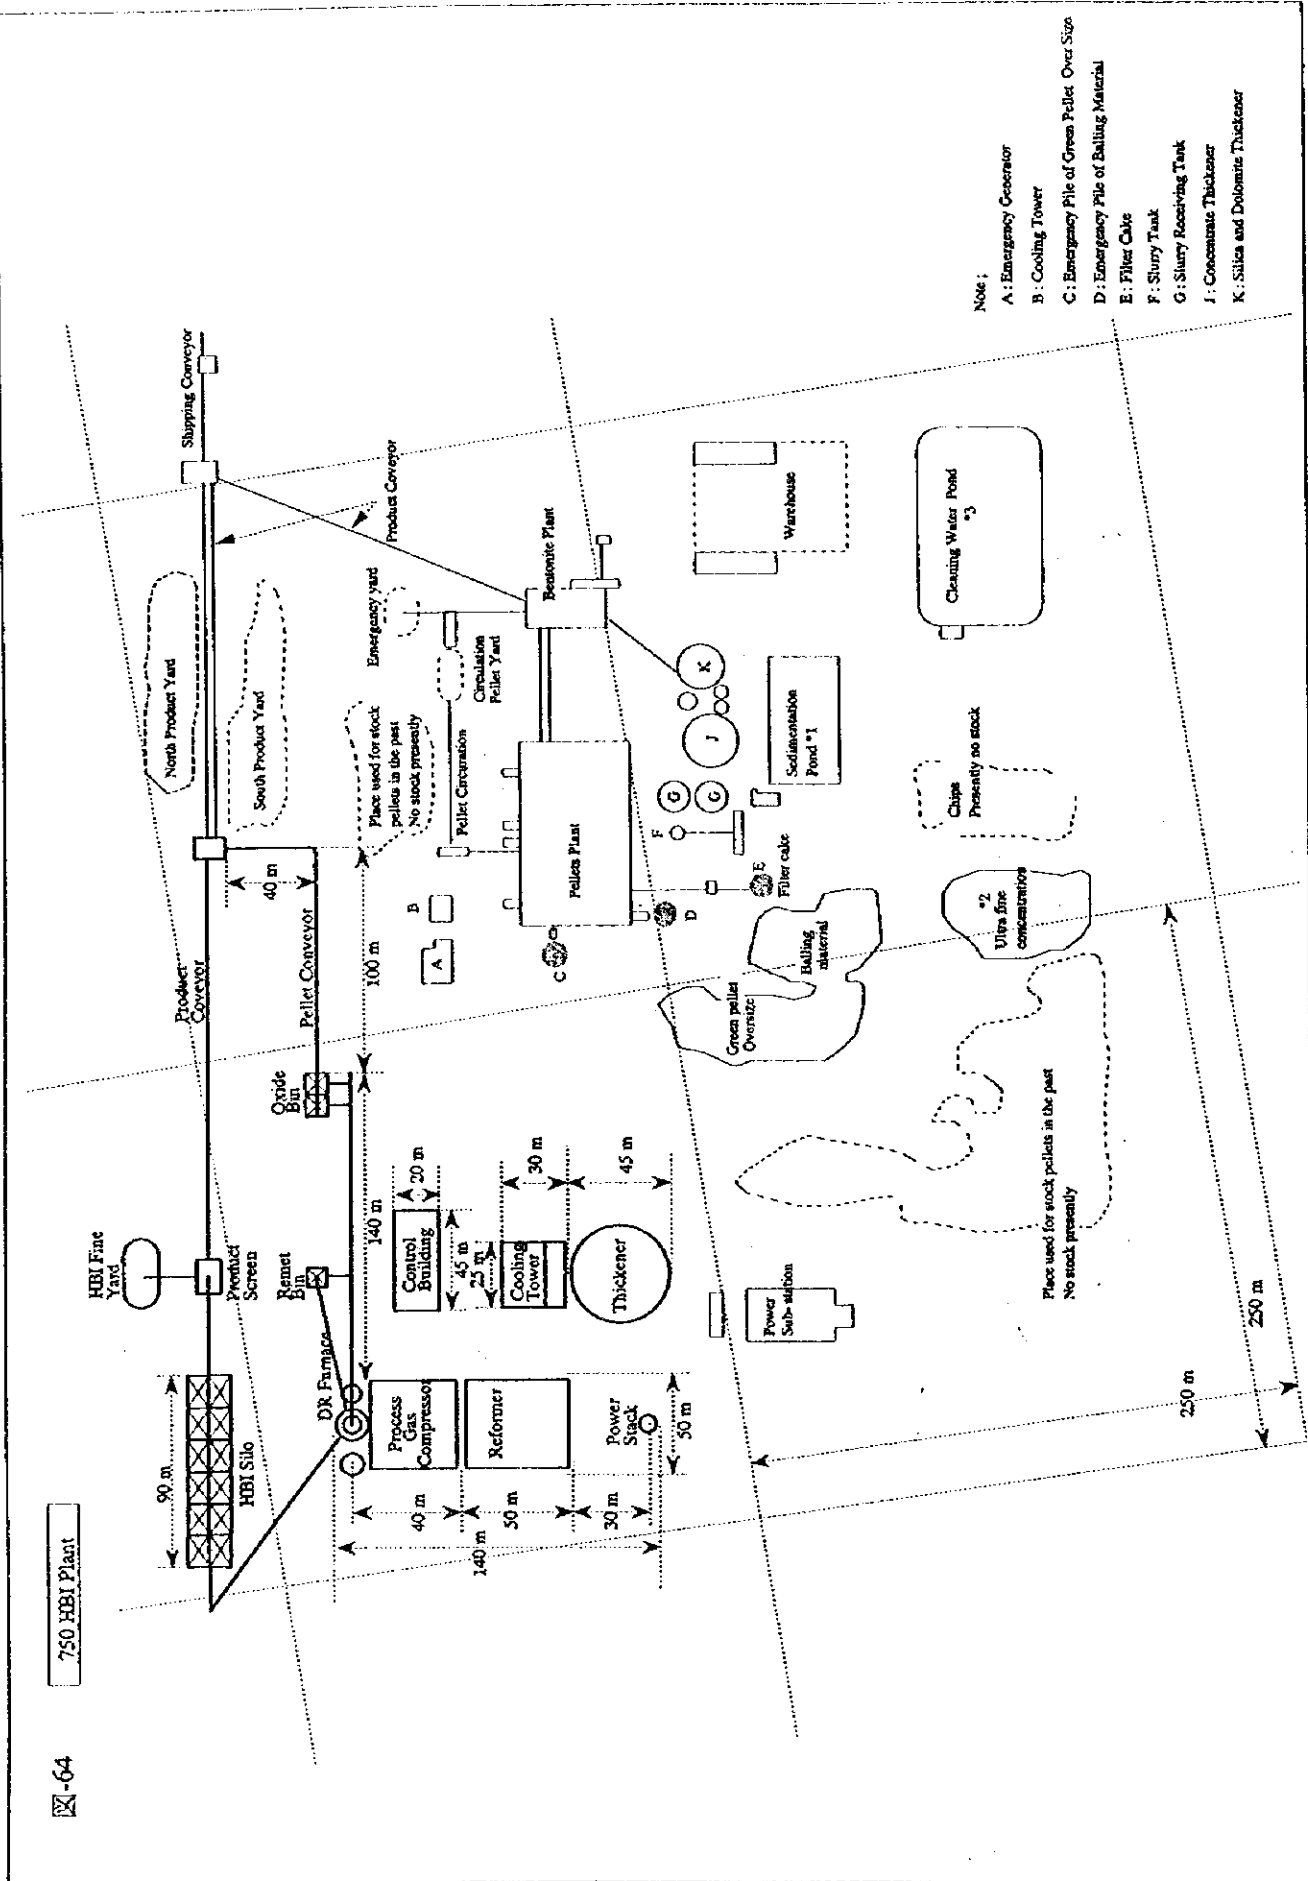 図-64
750 HBI Plant
90 m
HBI Silo
HBI Fine
Yard
Product
Screen
Product
Coveyor
North Product Yard
South Product Yard
Shipping Conveyor
Product Coveyor
DR Furnace
Remet
Bin
Oxide
Bin
Pellet Conveyor
40 m
100 m
140 m
Place used for stock
pellets in the past
No stock presently
Pellet Circuration
Emergency yard
Circulation
Pellet Yard
Process
Gas
Compressor
Reformer
Power
Stack
40 m
50 m
30 m
140 m
50 m
Control
Building
20 m
45 m
25 m
Cooling
Tower
30 m
Thickener
45 m
A
B
C
D
E
Filter cake
F
G
G
J
K
Pellets Plant
Bentonite Plant
Green pellet
Oversize
Balling
material
Sedimentation
Pond *1
Warehouse
Power
Sub-station
*2
Ultra fine
concentration
Chips
Presently no stock
Cleaning Water Pond
*3
Place used for stock pellets in the past
No stock presently
250 m
250 m
Note ;
A : Emergency Generator
B : Cooling Tower
C : Emergency Pile of Green Pellet Over Size
D : Emergency Pile of Balling Material
E : Filter Cake
F : Slurry Tank
G : Slurry Receiving Tank
J : Concentrate Thickener
K : Silica and Dolomite Thickener